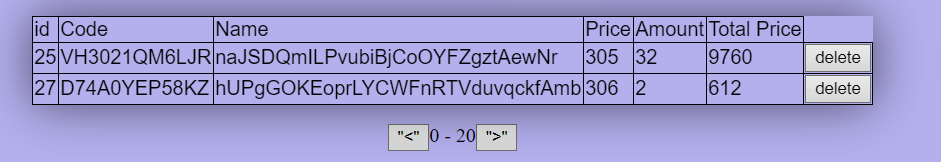 id Code Name Price Amount Total Price
25 VH3021QM6LJR naJSDQmILPvubiBjCoOYFZgztAewNr 305 32 9760 delete
27 D74A0YEP58KZ hUPgGOKEoprLYCWFnRTVduvqckfAmb 306 2 612 delete
"<" 0 - 20 ">"